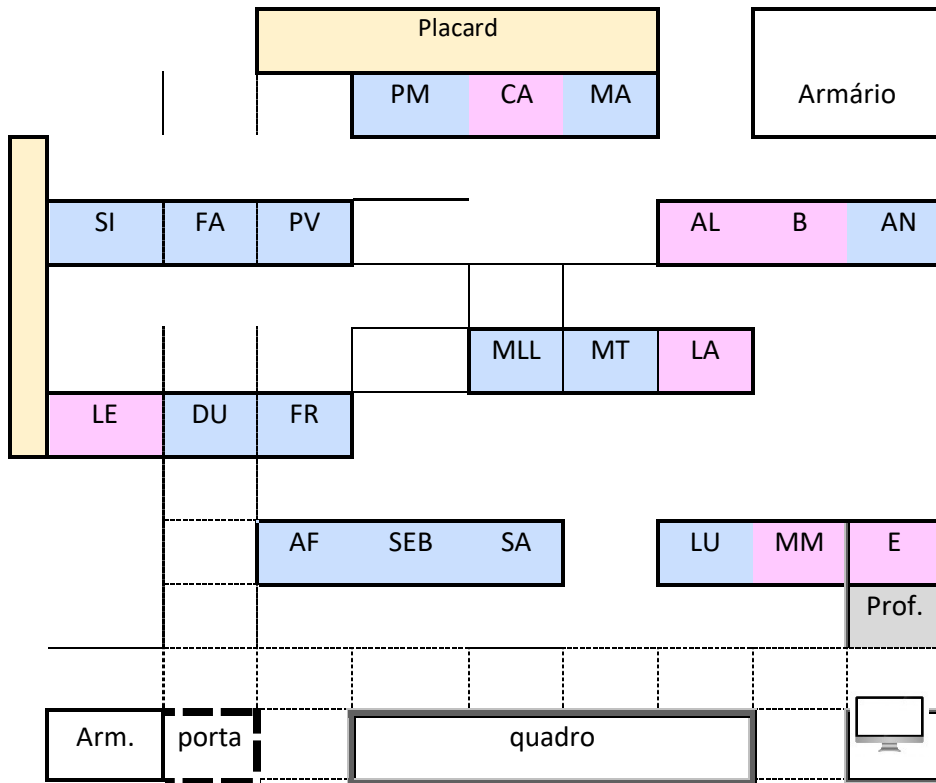 Placard
PM CA MA Armário
SI FA PV AL B AN
MLL MT LA
LE DU FR
AF SEB SA LU MM E
Prof.
Arm. porta quadro